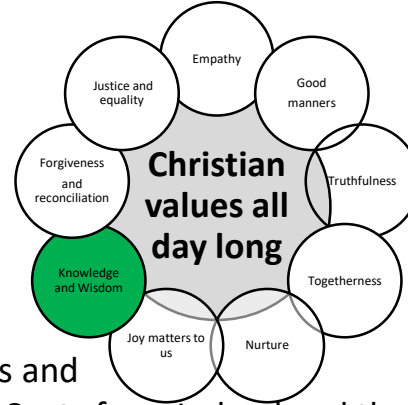 Empathy
Good
manners
Truthfulness
Togetherness
Nurture
Joy matters to
us
Knowledge
and Wisdom
Forgiveness
and
reconciliation
Justice and
equality
Christian
values all
day long
s and